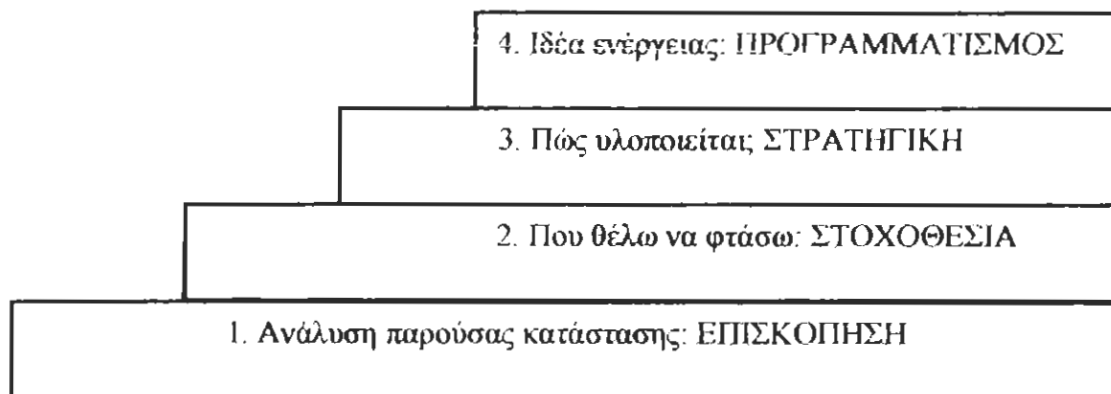 4. Ιδέα ενέργειας: ΠΡΟΓΡΑΜΜΑΤΙΣΜΟΣ
3. Πώς υλοποιείται; ΣΤΡΑΤΗΓΙΚΗ
2. Που θέλω να φτάσω: ΣΤΟΧΟΘΕΣΙΑ
1. Ανάλυση παρούσας κατάστασης: ΕΠΙΣΚΟΠΗΣΗ